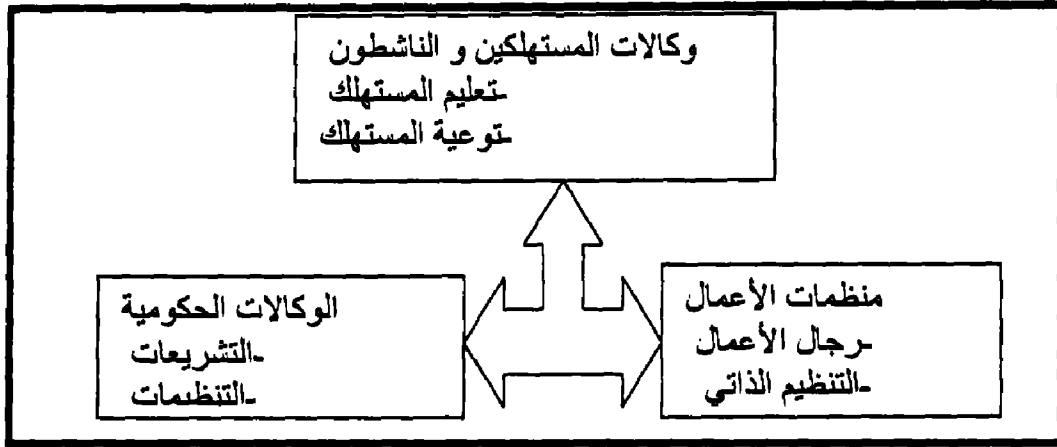 وكالات المستهلكين و الناشطون
-تعليم المستهلك
-توعية المستهلك
منظمات الأعمال
-رجال الأعمال
-التنظيم الذاتي
الوكالات الحكومية
-التشريعات
-التنظيمات